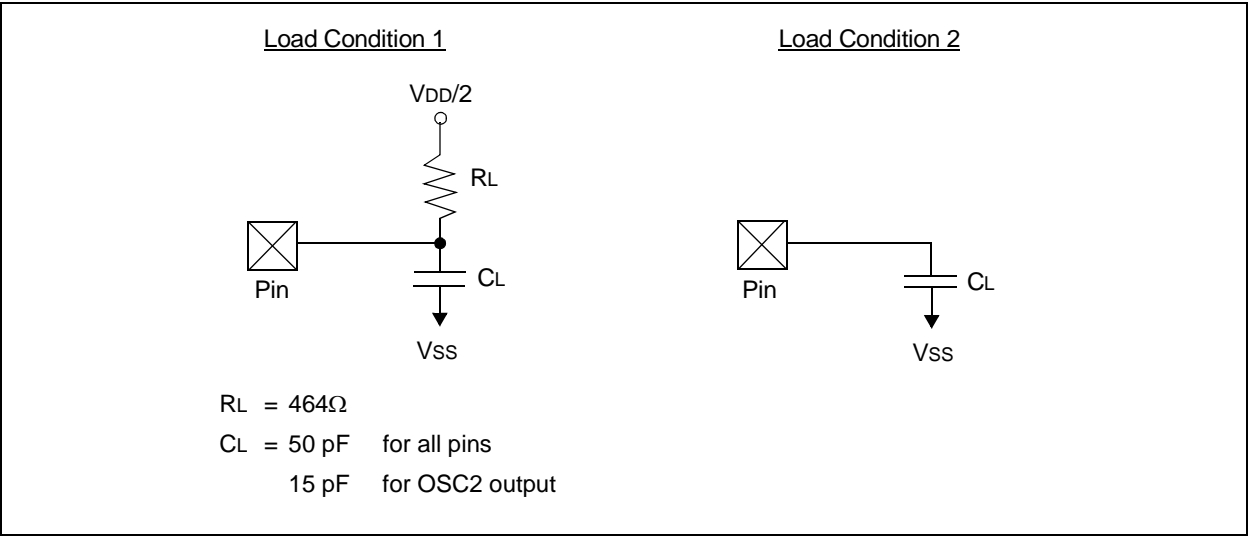 Load Condition 1
Load Condition 2
VDD/2
RL
Pin
CL
VSS
Pin
CL
VSS
RL = 464Ω
CL = 50 pF for all pins
15 pF for OSC2 output